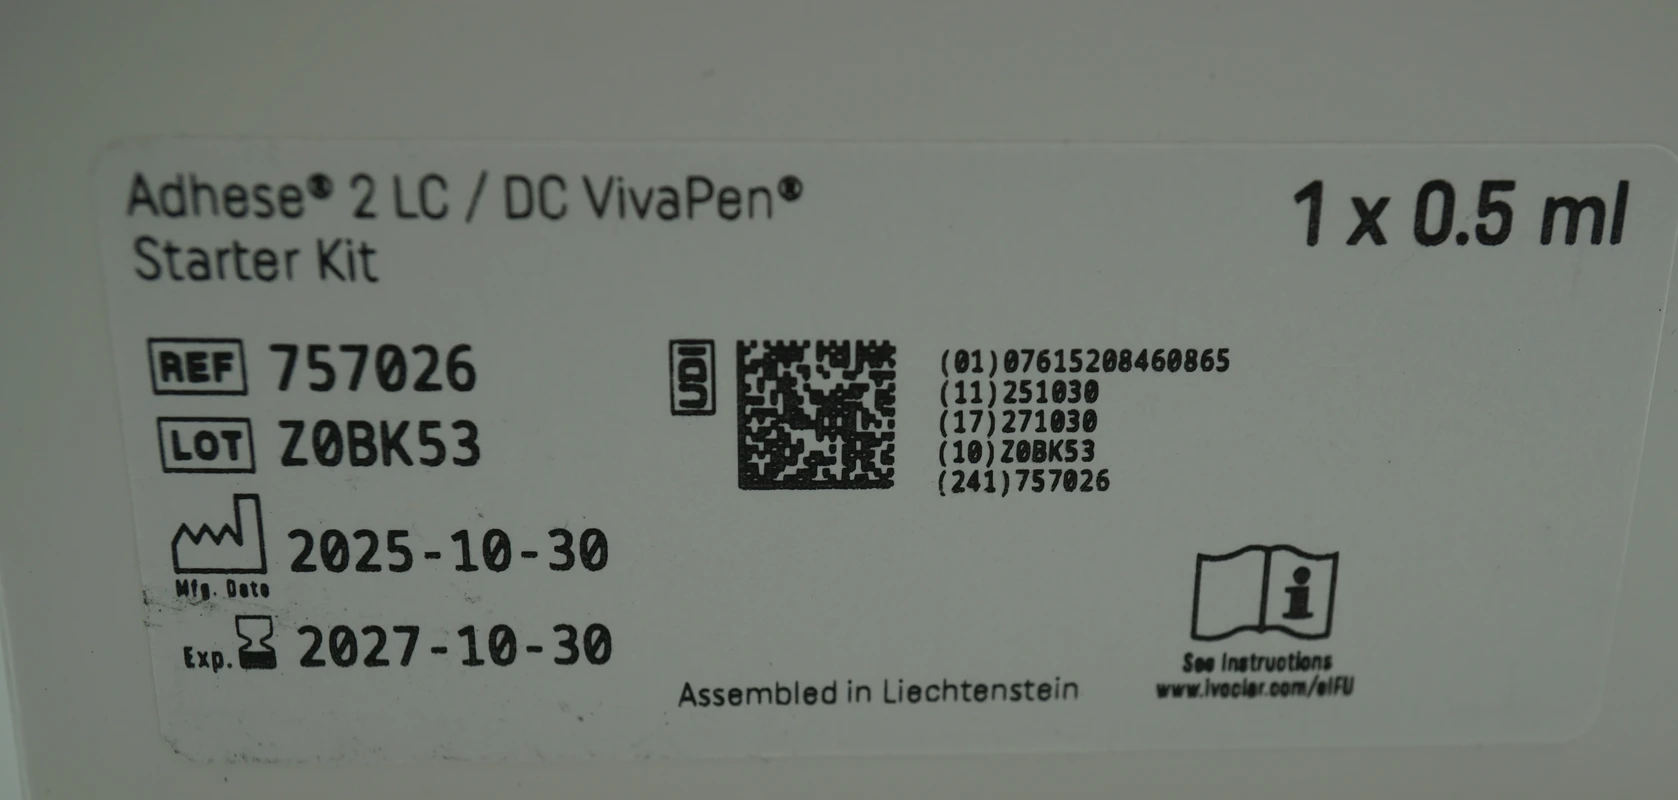 Adhese® 2 LC / DC VivaPen®
Starter Kit
1 x 0.5 ml
REF 757026
LOT Z0BK53
Mfg. Date 2025-10-30
Exp. 2027-10-30
UDI
(01)07615208460865
(11)251030
(17)271030
(10)Z0BK53
(241)757026
Assembled in Liechtenstein
See Instructions
www.ivoclar.com/eIFU